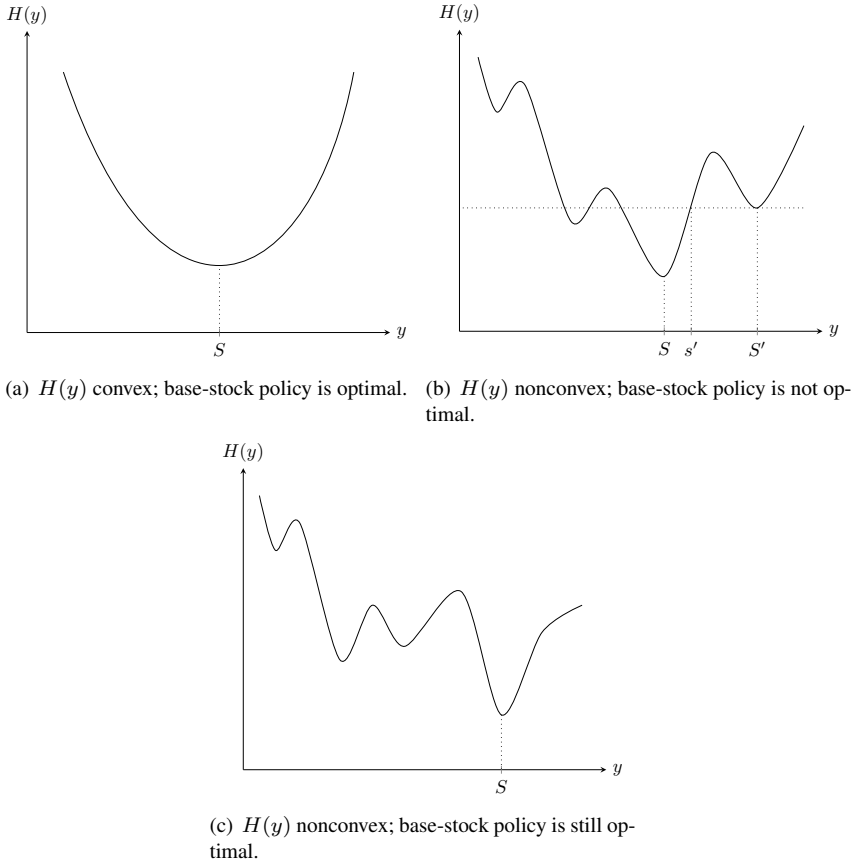 H(y)
y
S
(a) H(y) convex; base-stock policy is optimal.
H(y)
y
S s′ S′
(b) H(y) nonconvex; base-stock policy is not op-
timal.
H(y)
y
S
(c) H(y) nonconvex; base-stock policy is still op-
timal.